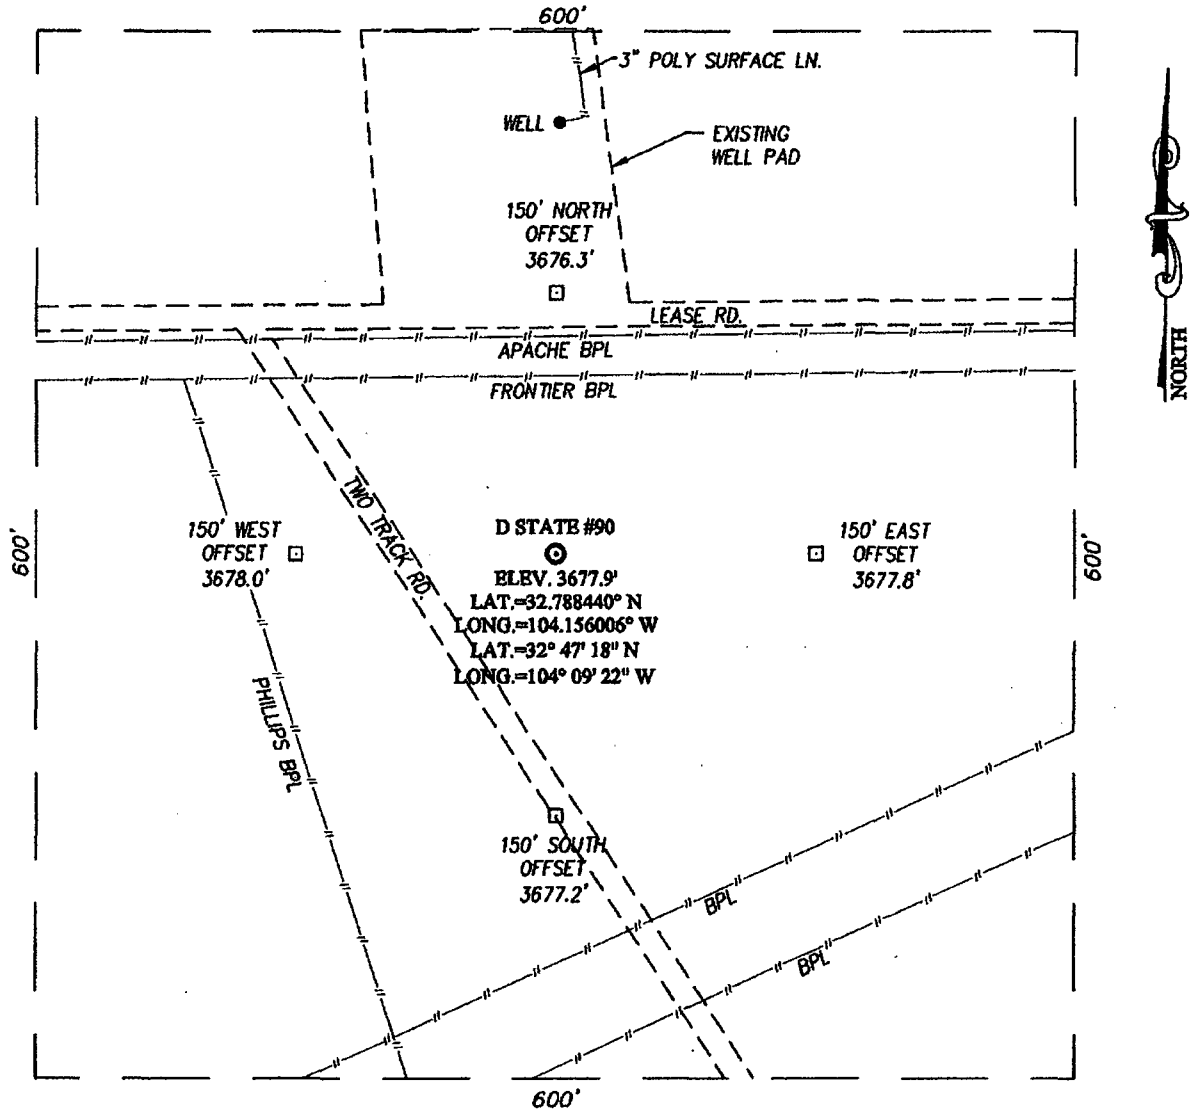 600'
3" POLY SURFACE LN.
WELL
EXISTING
WELL PAD
150' NORTH
OFFSET
3676.3'
NORTH
LEASE RD.
APACHE BPL
FRONTIER BPL
TWO TRACK RD.
600'
150' WEST
OFFSET
3678.0'
D STATE #90
ELEV. 3677.9'
LAT.=32.788440° N
LONG.=104.156006° W
LAT.=32° 47' 18" N
LONG.=104° 09' 22" W
150' EAST
OFFSET
3677.8'
600'
PHILLIPS BPL
150' SOUTH
OFFSET
3677.2'
BPL
BPL
600'